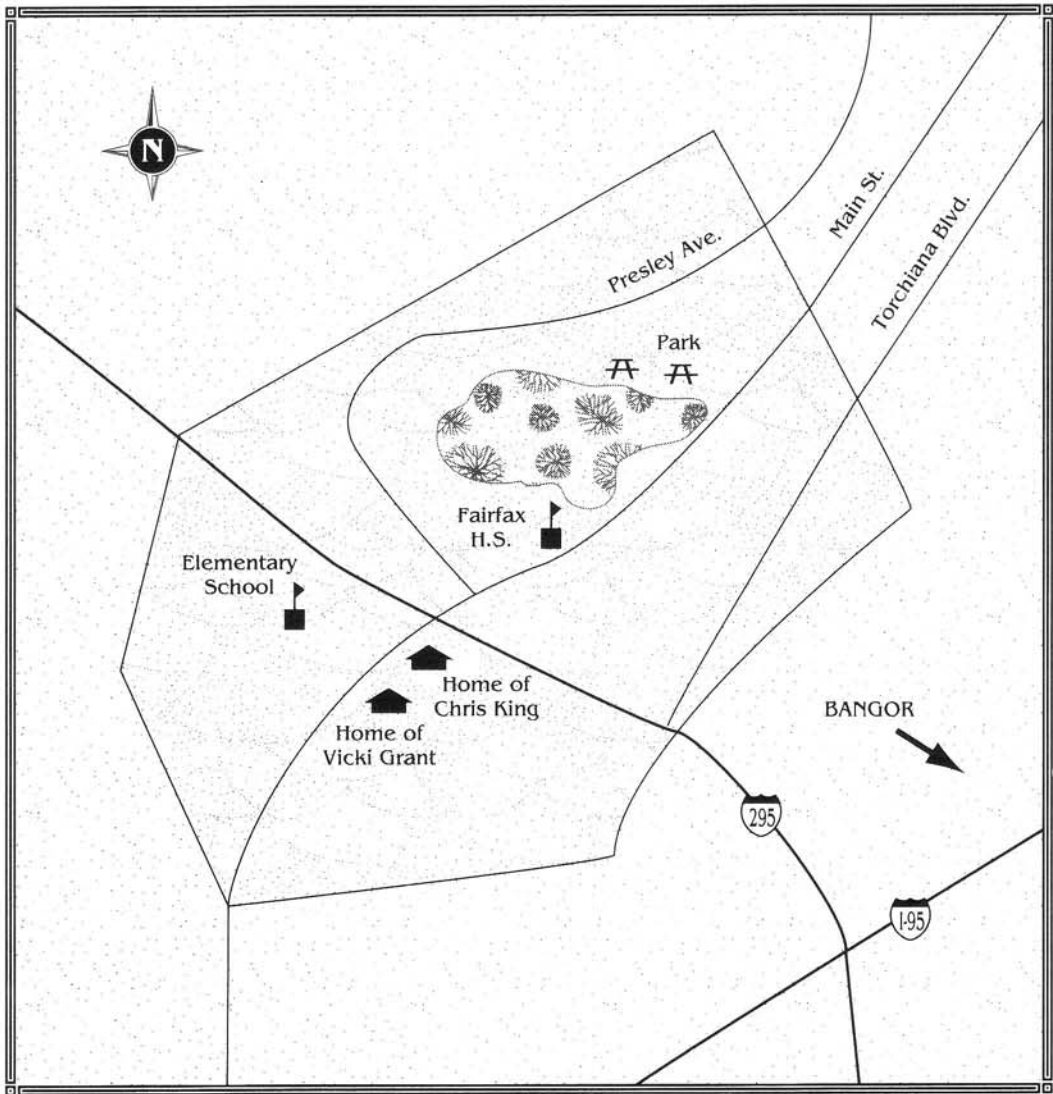 N
Presley Ave.
Main St.
Torchiana Blvd.
Park
Fairfax
H.S.
Elementary
School
Home of
Chris King
Home of
Vicki Grant
BANGOR
295
I-95